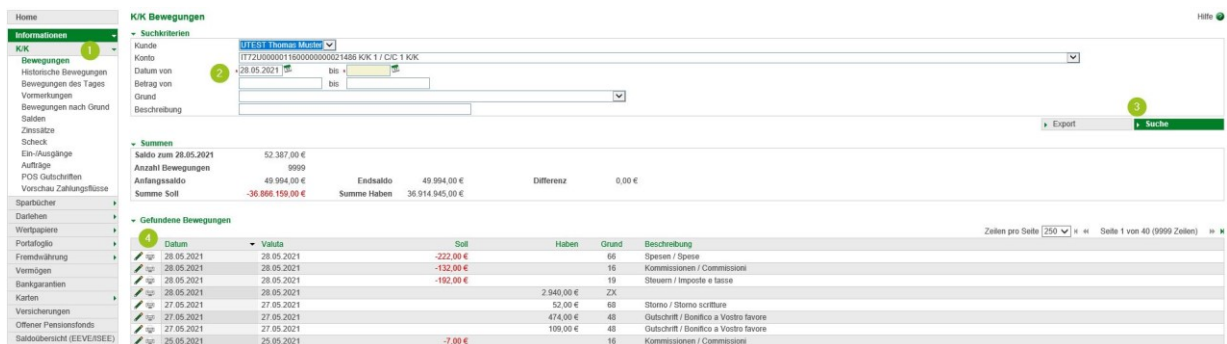 Home
Informationen
K/K
1
Bewegungen
Historische Bewegungen
Bewegungen des Tages
Vormerkungen
Bewegungen nach Grund
Salden
Zinssätze
Scheck
Ein-/Ausgänge
Aufträge
POS Gutschriften
Vorschau Zahlungsflüsse
Sparbücher
Darlehen
Wertpapiere
Portafoglio
Fremdwährung
Vermögen
Bankgarantien
Karten
Versicherungen
Offener Pensionsfonds
Saldoübersicht (EEVE/ISEE)
K/K Bewegungen
Hilfe
Suchkriterien
Kunde UTEST Thomas Muster
Konto IT72U0000011600000000021486 K/K 1 / C/C 1 K/K
Datum von 2 28.05.2021 bis
Betrag von bis
Grund
Beschreibung
3
Export Suche
Summen
Saldo zum 28.05.2021 52.387,00 €
Anzahl Bewegungen 9999
Anfangssaldo 49.994,00 € Endsaldo 49.994,00 € Differenz 0,00 €
Summe Soll -36.866.159,00 € Summe Haben 36.914.945,00 €
Gefundene Bewegungen
Zeilen pro Seite 250 Seite 1 von 40 (9999 Zeilen)
4 Datum Valuta Soll Haben Grund Beschreibung
28.05.2021 28.05.2021 -222,00 € 66 Spesen / Spese
28.05.2021 28.05.2021 -132,00 € 16 Kommissionen / Commissioni
28.05.2021 28.05.2021 -192,00 € 19 Steuern / Imposte e tasse
28.05.2021 28.05.2021 2.940,00 € ZX
27.05.2021 27.05.2021 52,00 € 68 Storno / Storno scritture
27.05.2021 27.05.2021 474,00 € 48 Gutschrift / Bonifico a Vostro favore
27.05.2021 27.05.2021 109,00 € 48 Gutschrift / Bonifico a Vostro favore
25.05.2021 25.05.2021 -7,00 € 16 Kommissionen / Commissioni